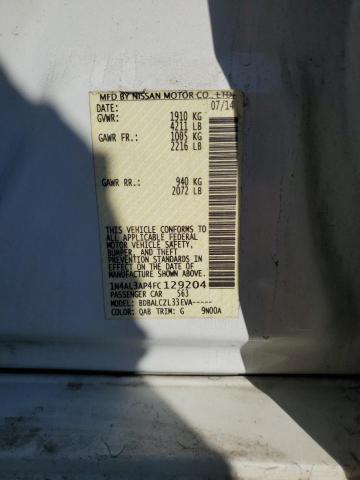 MFD BY NISSAN MOTOR CO., LTD.
DATE: 07/14
GVWR: 1910 KG
4211 LB
GAWR FR.: 1005 KG
2216 LB
GAWR RR.: 940 KG
2072 LB
THIS VEHICLE CONFORMS TO
ALL APPLICABLE FEDERAL
MOTOR VEHICLE SAFETY,
BUMPER, AND THEFT
PREVENTION STANDARDS IN
EFFECT ON THE DATE OF
MANUFACTURE SHOWN ABOVE.
1N4AL3AP4FC129204
PASSENGER CAR 563
MODEL: BDBALCZL33EVA-----
COLOR: QAB TRIM: G 9N00A